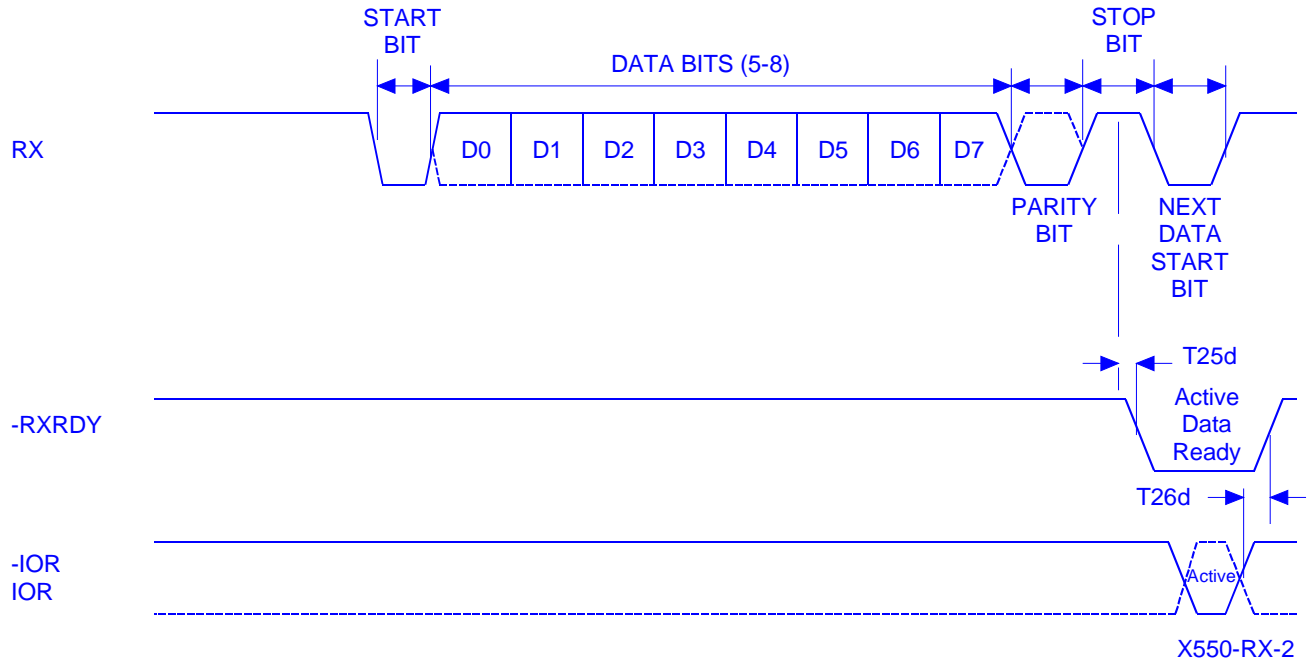 START
BIT
DATA BITS (5-8)
STOP
BIT
RX
D0 D1 D2 D3 D4 D5 D6 D7
PARITY
BIT
NEXT
DATA
START
BIT
T25d
-RXRDY
Active
Data
Ready
T26d
-IOR
IOR
Active
X550-RX-2